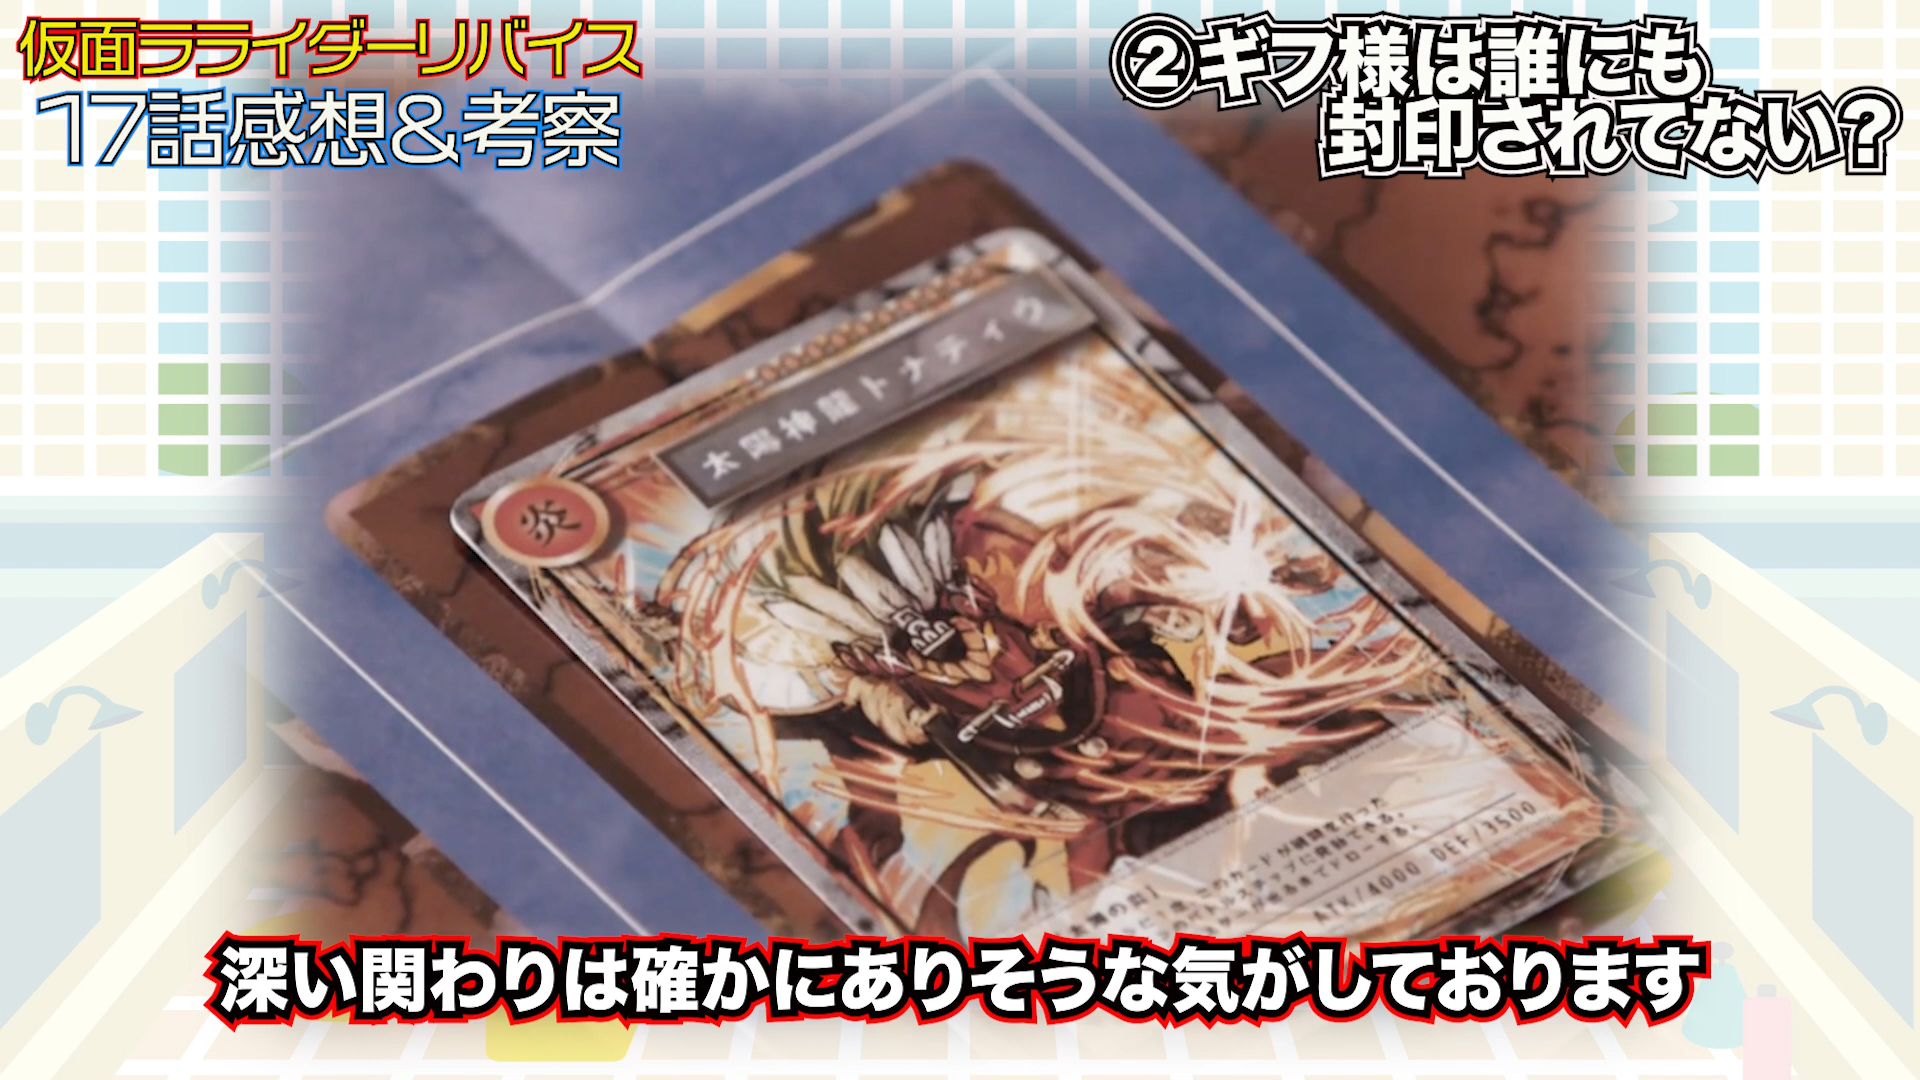 仮面ラライダーリバイス
17話感想&考察
②ギフ様は誰にも
封印されてない?
太陽神龍トナティウ
炎
ATK/4000 DEF/3500
深い関わりは確かにありそうな気がしております